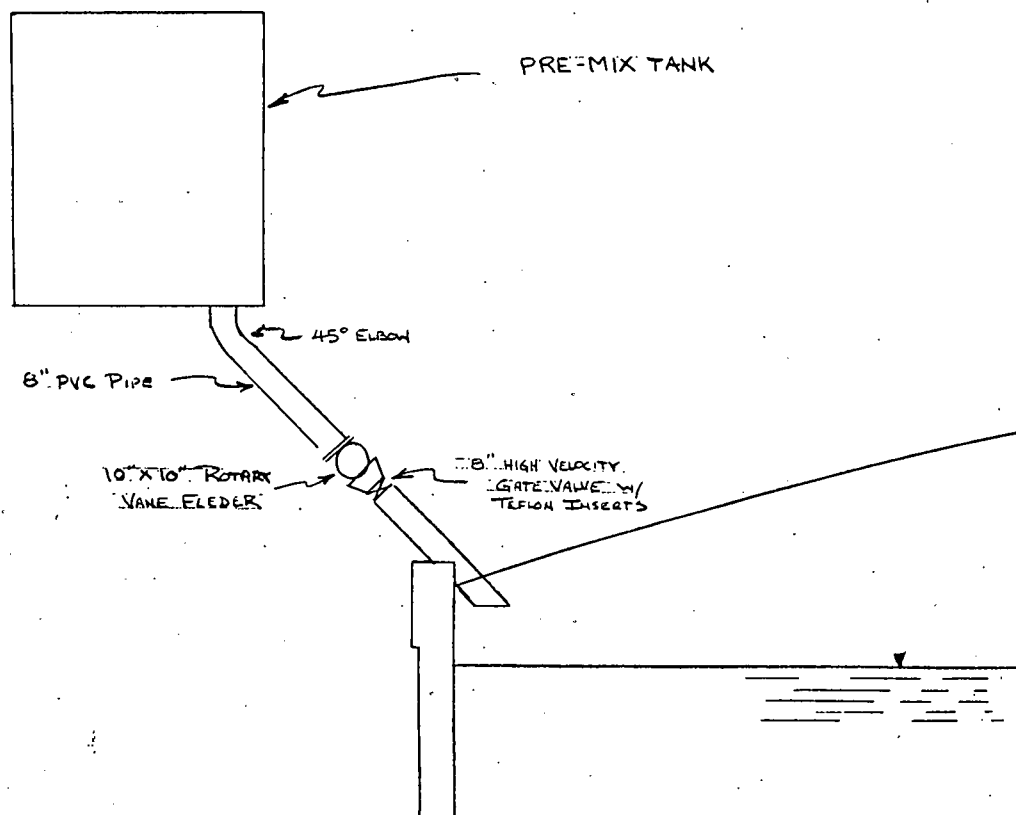 PRE-MIX TANK
45° ELBOW
8" PVC PIPE
10" X 10" ROTARY
VANE FEEDER
8" HIGH VELOCITY
GATE VALVE W/
TEFLON INSERTS